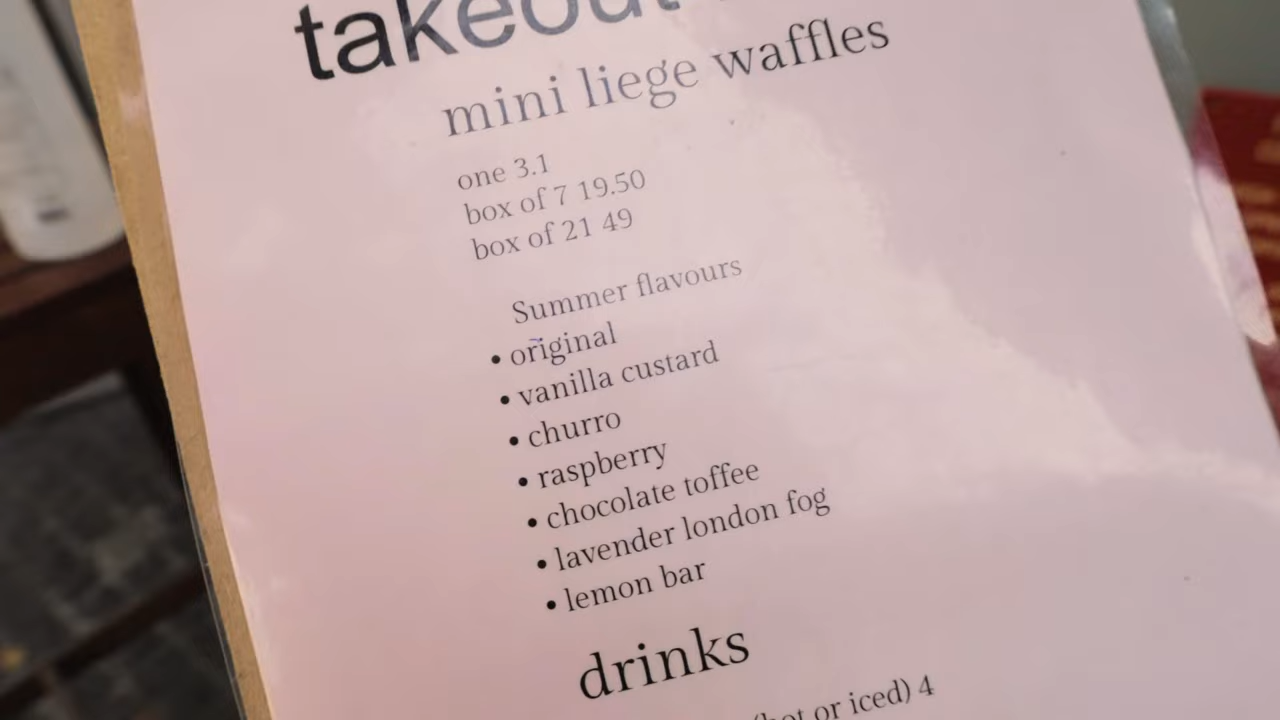 takeout
mini liege waffles
one 3.1
box of 7 19.50
box of 21 49
Summer flavours
• original
• vanilla custard
• churro
• raspberry
• chocolate toffee
• lavender london fog
• lemon bar
drinks
(hot or iced) 4